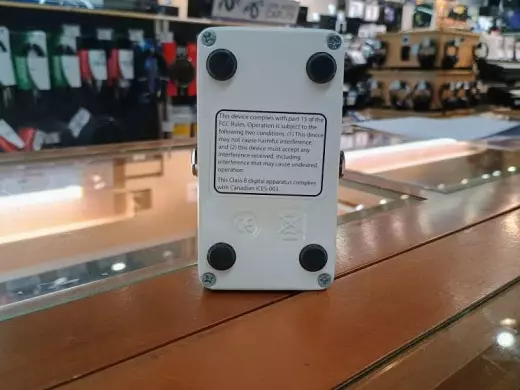 This device complies with part 15 of the
FCC Rules. Operation is subject to the
following two conditions: (1) This device
may not cause harmful interference,
and (2) this device must accept any
interference received, including
interference that may cause undesired
operation.
This Class B digital apparatus complies
with Canadian ICES-003.